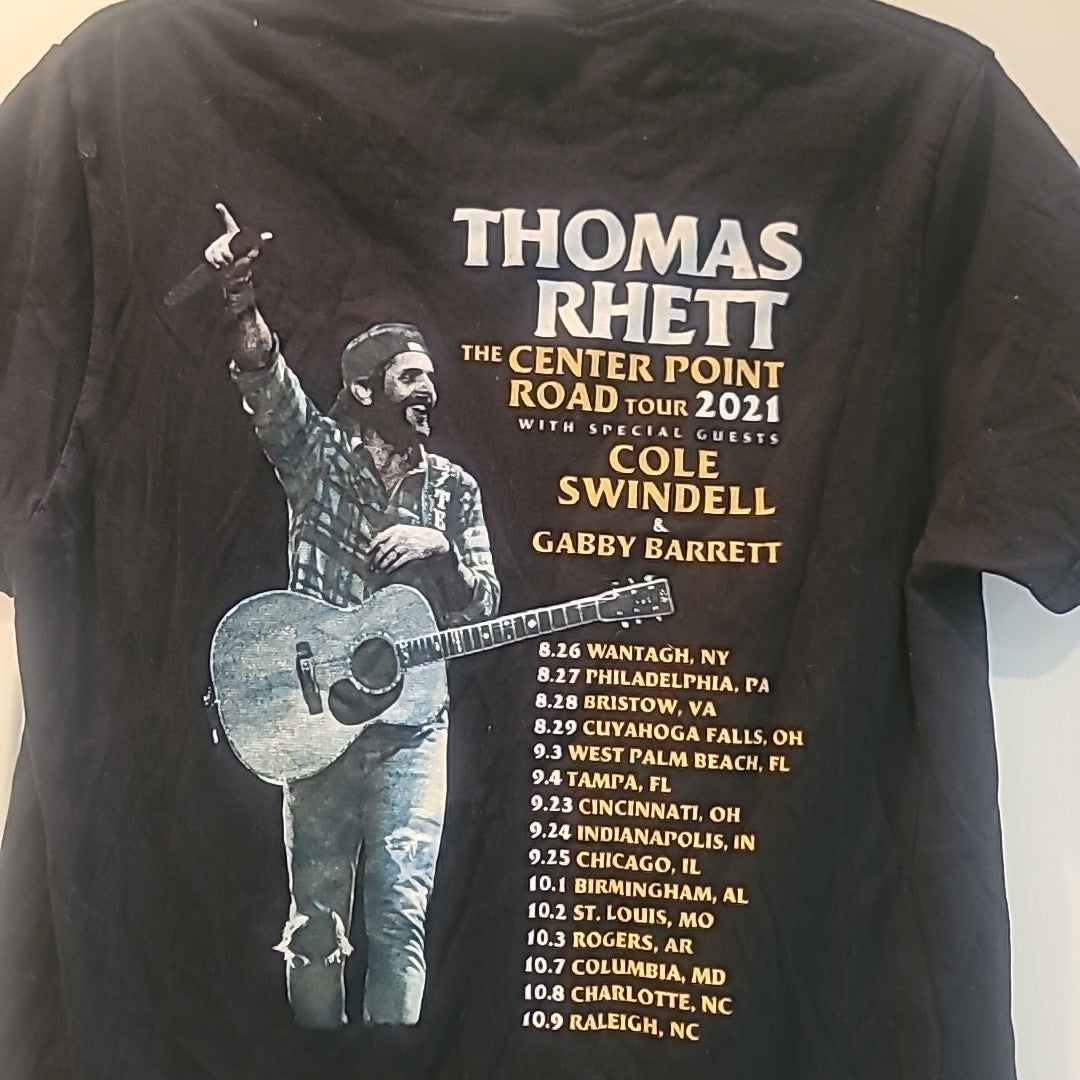 THOMAS
RHETT
THE CENTER POINT
ROAD TOUR 2021
WITH SPECIAL GUESTS
COLE
SWINDELL
&
GABBY BARRETT
8.26 WANTAGH, NY
8.27 PHILADELPHIA, PA
8.28 BRISTOW, VA
8.29 CUYAHOGA FALLS, OH
9.3 WEST PALM BEACH, FL
9.4 TAMPA, FL
9.23 CINCINNATI, OH
9.24 INDIANAPOLIS, IN
9.25 CHICAGO, IL
10.1 BIRMINGHAM, AL
10.2 ST. LOUIS, MO
10.3 ROGERS, AR
10.7 COLUMBIA, MD
10.8 CHARLOTTE, NC
10.9 RALEIGH, NC